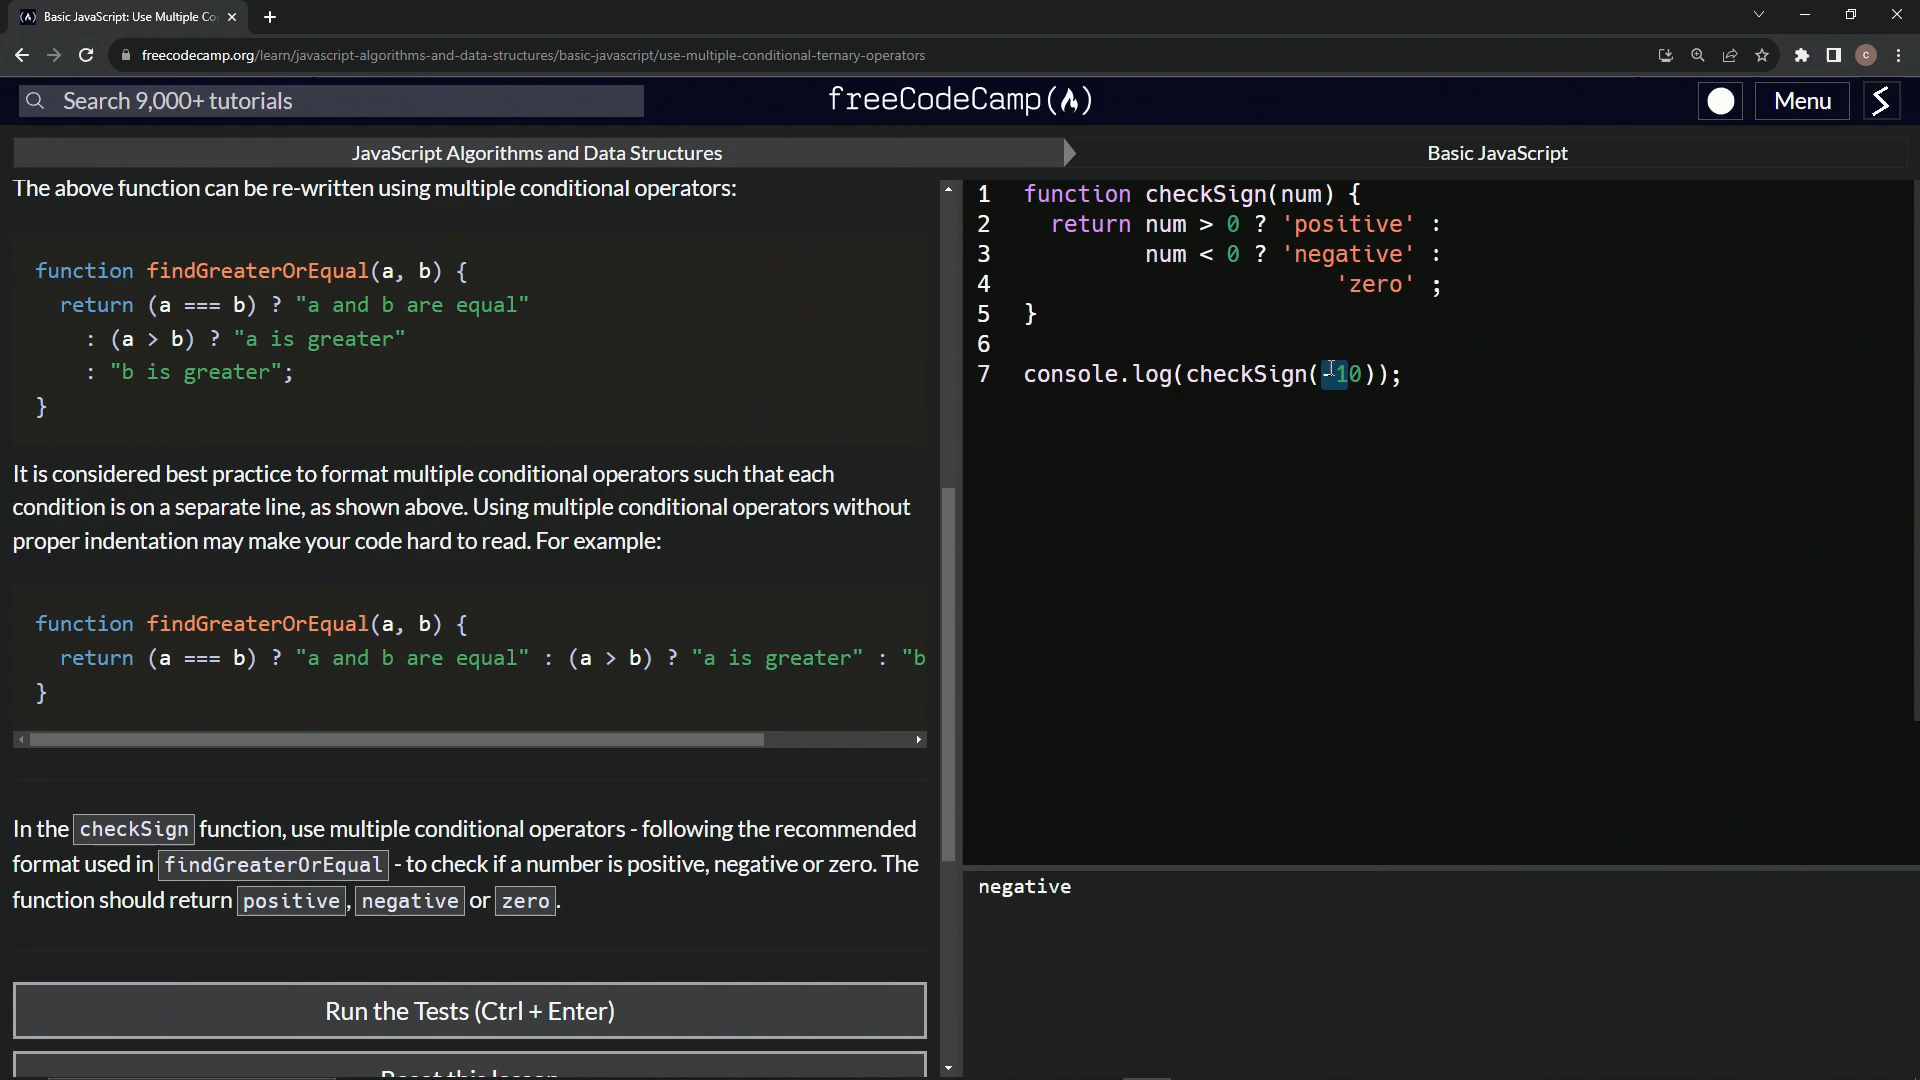 Basic JavaScript: Use Multiple Co
freecodecamp.org/learn/javascript-algorithms-and-data-structures/basic-javascript/use-multiple-conditional-ternary-operators
c
Search 9,000+ tutorials
freeCodeCamp
Menu
JavaScript Algorithms and Data Structures
Basic JavaScript
The above function can be re-written using multiple conditional operators:
function findGreaterOrEqual(a, b) {
return (a === b) ? "a and b are equal"
: (a > b) ? "a is greater"
: "b is greater";
}
It is considered best practice to format multiple conditional operators such that each
condition is on a separate line, as shown above. Using multiple conditional operators without
proper indentation may make your code hard to read. For example:
function findGreaterOrEqual(a, b) {
return (a === b) ? "a and b are equal" : (a > b) ? "a is greater" : "b
}
In the checkSign function, use multiple conditional operators - following the recommended
format used in findGreaterOrEqual - to check if a number is positive, negative or zero. The
function should return positive, negative or zero.
Run the Tests (Ctrl + Enter)
Reset this lesson
1 function checkSign(num) {
2 return num > 0 ? 'positive' :
3 num < 0 ? 'negative' :
4 'zero' ;
5 }
6
7 console.log(checkSign(-10));
negative